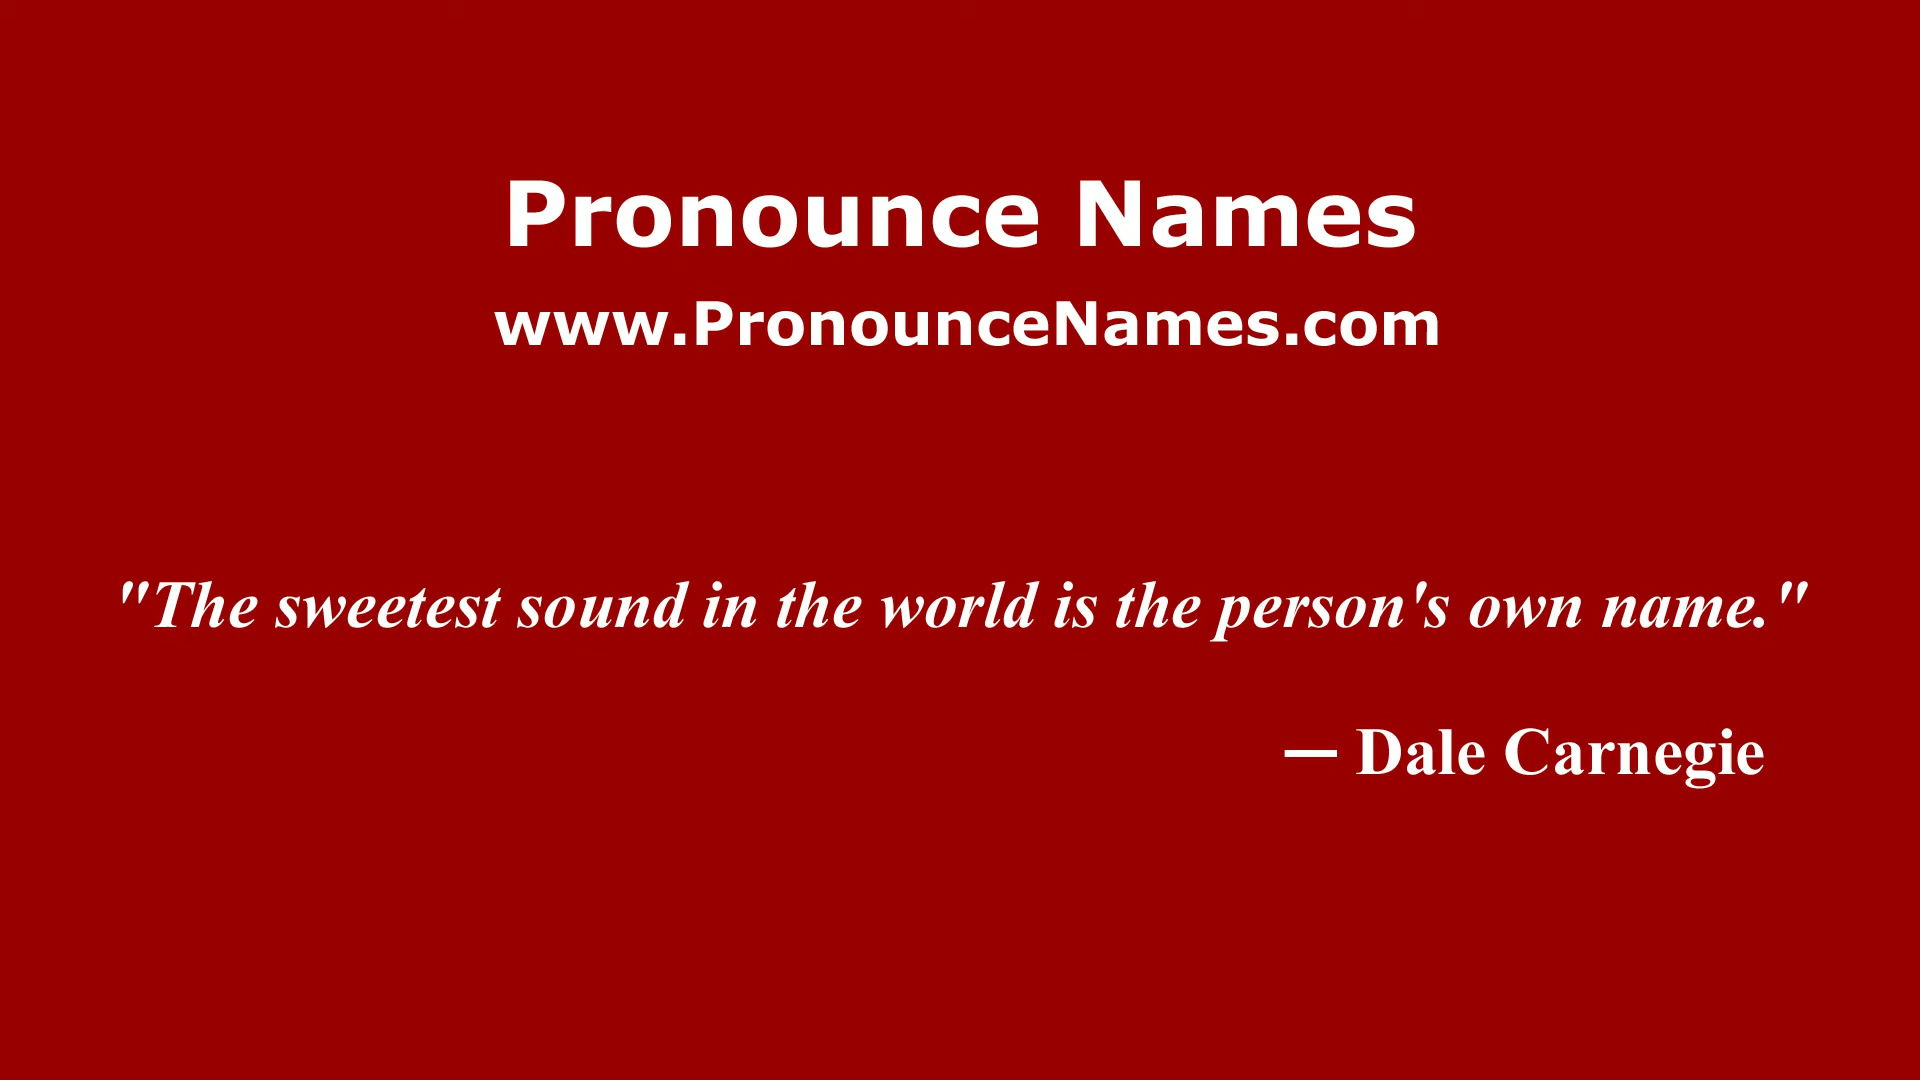 Pronounce Names
www.PronounceNames.com
"The sweetest sound in the world is the person's own name."
— Dale Carnegie